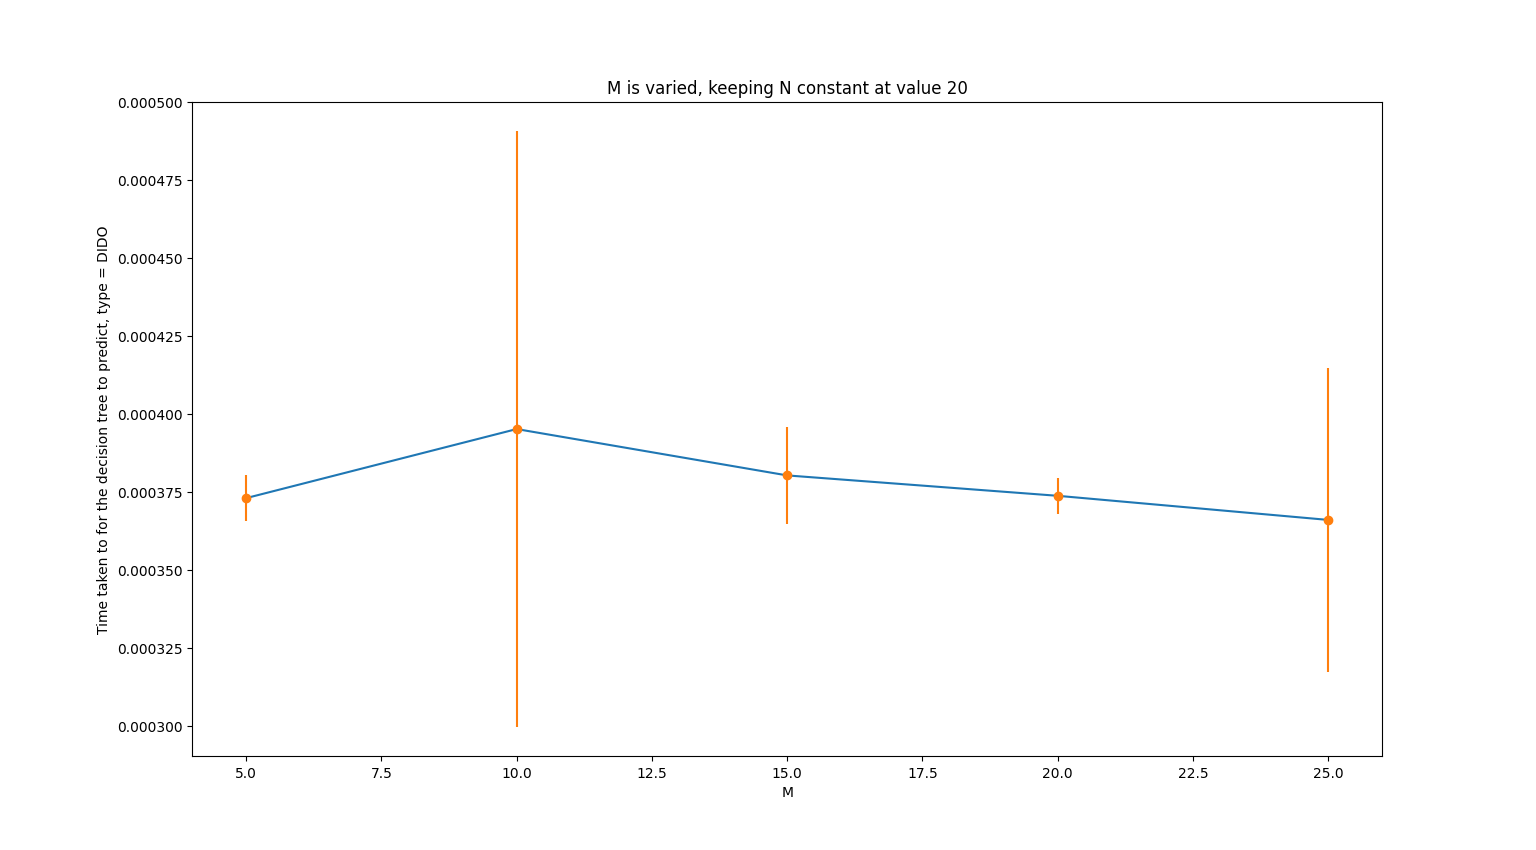 M is varied, keeping N constant at value 20
0.000500
0.000475
0.000450
0.000425
0.000400
0.000375
0.000350
0.000325
0.000300
Time taken to for the decision tree to predict, type = DIDO
5.0 7.5 10.0 12.5 15.0 17.5 20.0 22.5 25.0
M